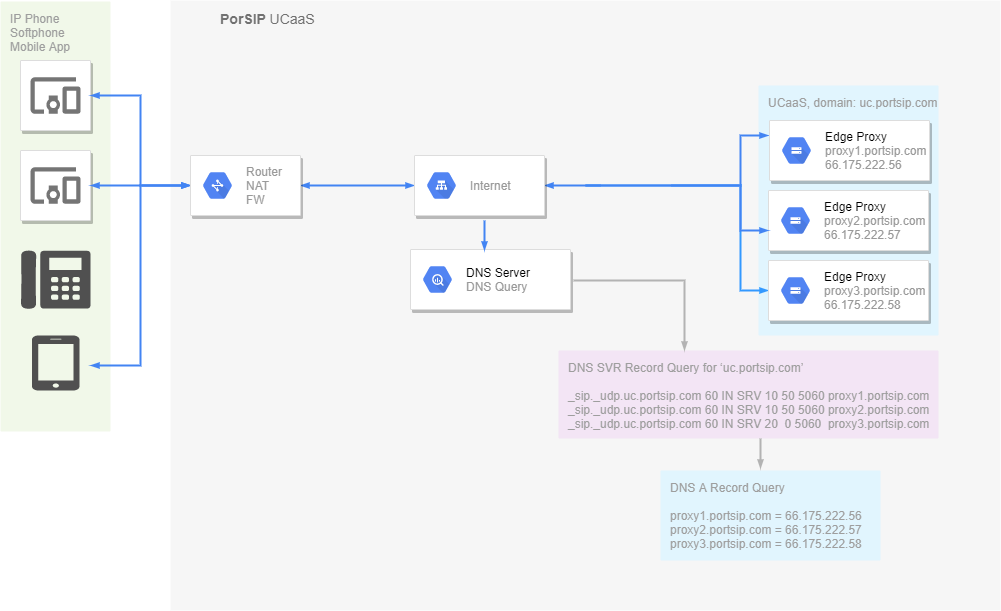 IP Phone
Softphone
Mobile App
PorSIP UCaaS
Router
NAT
FW
Internet
DNS Server
DNS Query
UCaaS, domain: uc.portsip.com
Edge Proxy
proxy1.portsip.com
66.175.222.56
Edge Proxy
proxy2.portsip.com
66.175.222.57
Edge Proxy
proxy3.portsip.com
66.175.222.58
DNS SVR Record Query for 'uc.portsip.com'
_sip._udp.uc.portsip.com 60 IN SRV 10 50 5060 proxy1.portsip.com
_sip._udp.uc.portsip.com 60 IN SRV 10 50 5060 proxy2.portsip.com
_sip._udp.uc.portsip.com 60 IN SRV 20  0 5060  proxy3.portsip.com
DNS A Record Query
proxy1.portsip.com = 66.175.222.56
proxy2.portsip.com = 66.175.222.57
proxy3.portsip.com = 66.175.222.58